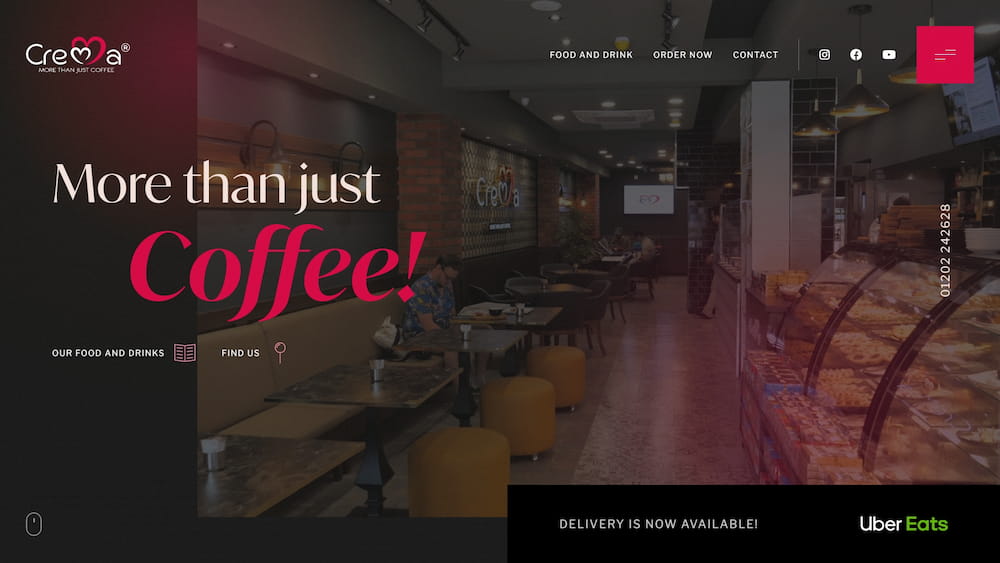 Crema®
MORE THAN JUST COFFEE
FOOD AND DRINK
ORDER NOW
CONTACT
More than just
Coffee!
Crema
01202 242628
OUR FOOD AND DRINKS
FIND US
DELIVERY IS NOW AVAILABLE!
Uber Eats